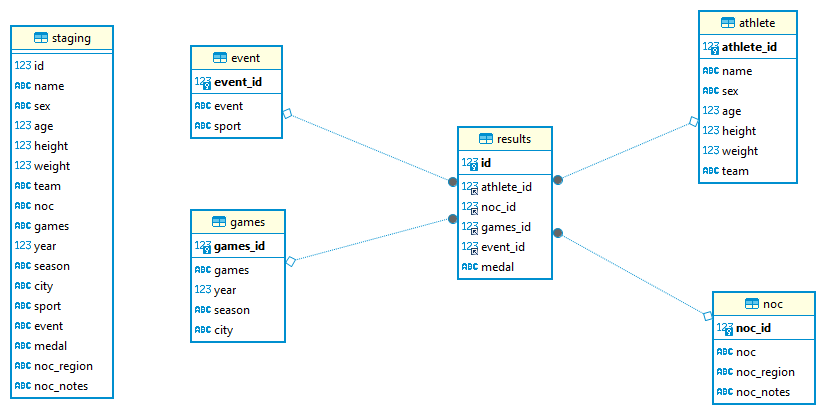 staging
123 id
ABC name
ABC sex
123 age
123 height
123 weight
ABC team
ABC noc
ABC games
123 year
ABC season
ABC city
ABC sport
ABC event
ABC medal
ABC noc_region
ABC noc_notes
event
123 event_id
ABC event
ABC sport
games
123 games_id
ABC games
123 year
ABC season
ABC city
results
123 id
123 athlete_id
123 noc_id
123 games_id
123 event_id
ABC medal
athlete
123 athlete_id
ABC name
ABC sex
123 age
123 height
123 weight
ABC team
noc
123 noc_id
ABC noc
ABC noc_region
ABC noc_notes